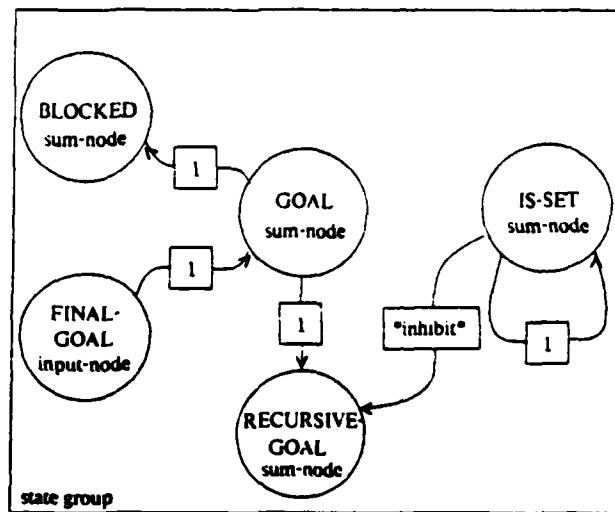 BLOCKED
sum-node
1
GOAL
sum-node
IS-SET
sum-node
1
FINAL-
GOAL
input-node
1
*inhibit*
1
RECURSIVE-
GOAL
sum-node
state group